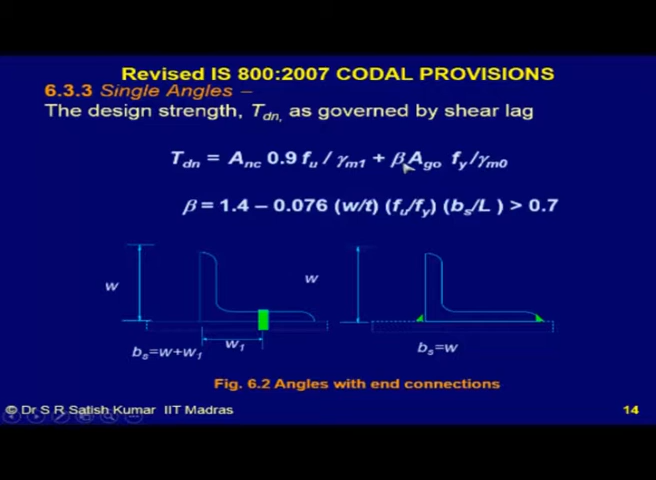 Revised IS 800:2007 CODAL PROVISIONS
6.3.3 Single Angles –
The design strength, Tdn, as governed by shear lag
Tdn = Anc 0.9 fu / γm1 + βAgo fy/γm0
β = 1.4 – 0.076 (w/t) (fu/fy) (bs/L ) > 0.7
w
w
w1
bs=w+w1
bs=w
Fig. 6.2 Angles with end connections
© Dr S R Satish Kumar IIT Madras
14